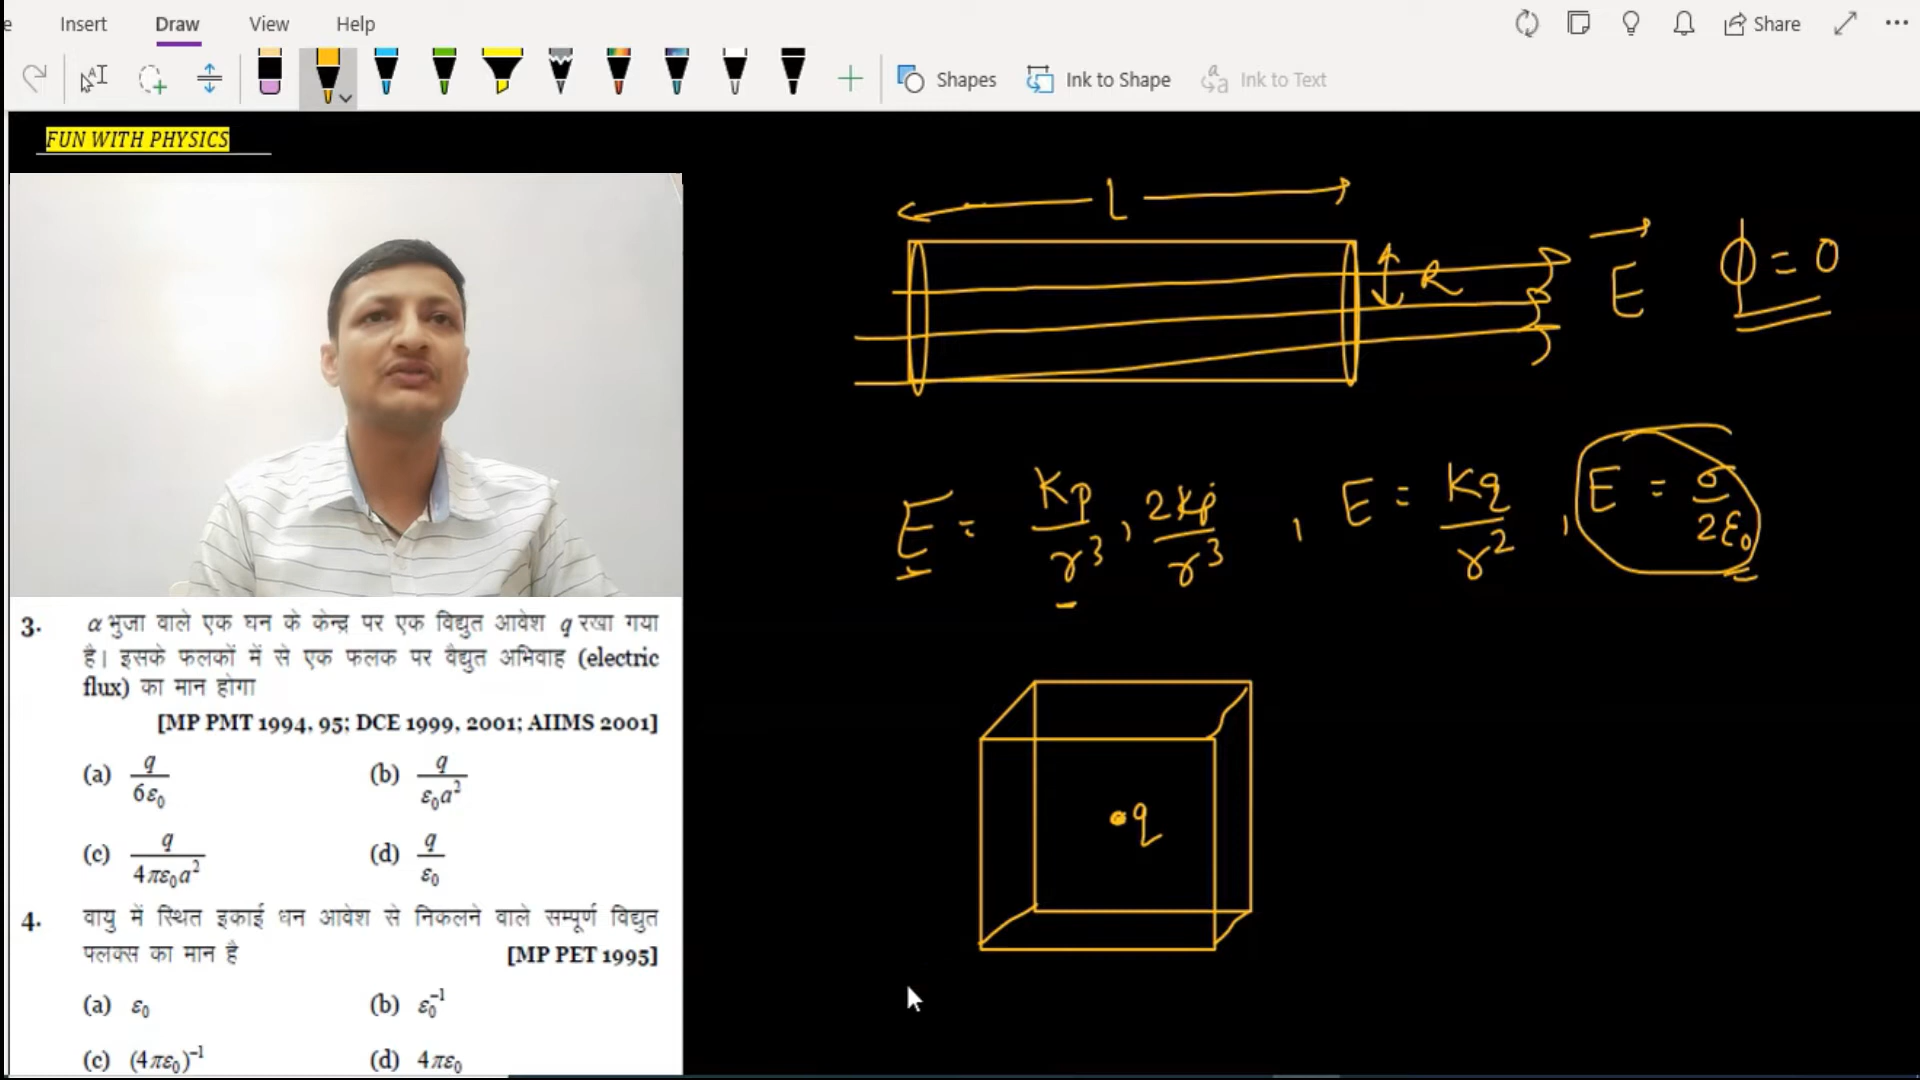 Insert Draw View Help
Share
Shapes Ink to Shape Ink to Text
FUN WITH PHYSICS
L
R
E
ϕ = 0
E = Kp/r³, 2Kp/r³, E = Kq/r², E = σ/2ε₀
q
3. α भुजा वाले एक घन के केन्द्र पर एक विद्युत आवेश q रखा गया
है। इसके फलकों में से एक फलक पर वैद्युत अभिवाह (electric
flux) का मान होगा
[MP PMT 1994, 95; DCE 1999, 2001; AIIMS 2001]
(a) q/6ε₀ (b) q/ε₀a²
(c) q/4πε₀a² (d) q/ε₀
4. वायु में स्थित इकाई धन आवेश से निकलने वाले सम्पूर्ण विद्युत
फ्लक्स का मान है [MP PET 1995]
(a) ε₀ (b) ε₀⁻¹
(c) (4πε₀)⁻¹ (d) 4πε₀